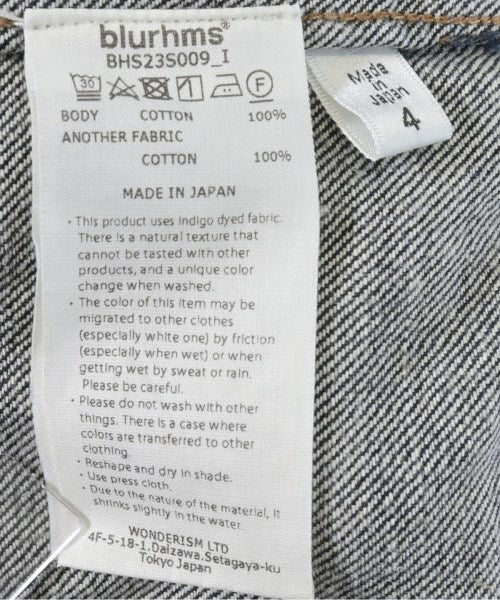 blurhms®
BHS23S009_I
30 F
BODY COTTON 100%
ANOTHER FABRIC
COTTON 100%
MADE IN JAPAN
・This product uses Indigo dyed fabric.
There is a natural texture that
cannot be tasted with other
products, and a unique color
change when washed.
・The color of this item may be
migrated to other clothes
(especially white one) by friction
(especially when wet) or when
getting wet by sweat or rain.
Please be careful.
・Please do not wash with other
things. There is a case where
colors are transferred to other
clothing.
・Reshape and dry in shade.
・Use press cloth.
・Due to the nature of the material, it
shrinks slightly in the water.
WONDERISM LTD
4F-5-18-1.Daizawa.Setagaya-ku
Tokyo Japan
Made
in
Japan
4